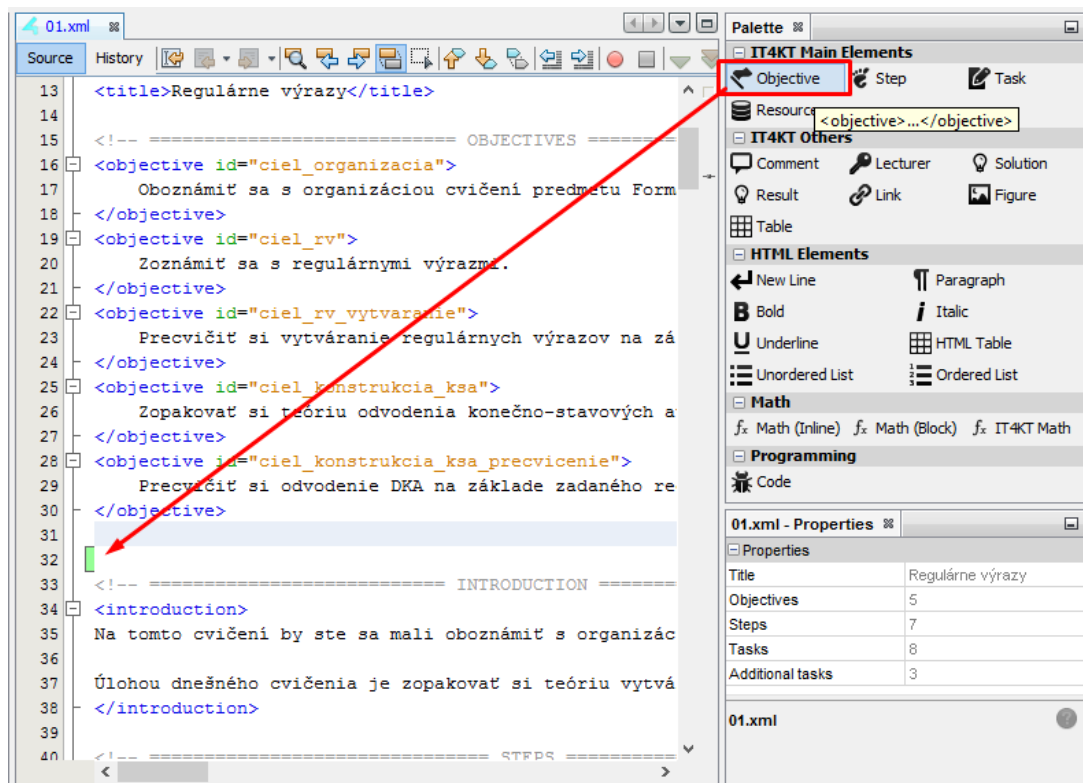 01.xml
Source History
13 <title>Regulárne výrazy</title>
14
15 <!-- ============================ OBJECTIVES =========
16 <objective id="ciel_organizacia">
17 Oboznámiť sa s organizáciou cvičení predmetu Form
18 </objective>
19 <objective id="ciel_rv">
20 Zoznámiť sa s regulárnymi výrazmi.
21 </objective>
22 <objective id="ciel_rv_vytvaranie">
23 Precvičiť si vytváranie regulárnych výrazov na zá
24 </objective>
25 <objective id="ciel_konstrukcia_ksa">
26 Zopakovať si teóriu odvodenia konečno-stavových a
27 </objective>
28 <objective id="ciel_konstrukcia_ksa_precvicenie">
29 Precvičiť si odvodenie DKA na základe zadaného re
30 </objective>
31
32
33 <!-- =========================== INTRODUCTION ========
34 <introduction>
35 Na tomto cvičení by ste sa mali oboznámiť s organizác
36
37 Úlohou dnešného cvičenia je zopakovať si teóriu vytvá
38 </introduction>
39
40 <!-- =============================== STEPS ===========
Palette
IT4KT Main Elements
Objective Step Task
Resource
<objective>...</objective>
IT4KT Others
Comment Lecturer Solution
Result Link Figure
Table
HTML Elements
New Line Paragraph
Bold Italic
Underline HTML Table
Unordered List Ordered List
Math
Math (Inline) Math (Block) IT4KT Math
Programming
Code
01.xml - Properties
Properties
Title Regulárne výrazy
Objectives 5
Steps 7
Tasks 8
Additional tasks 3
01.xml